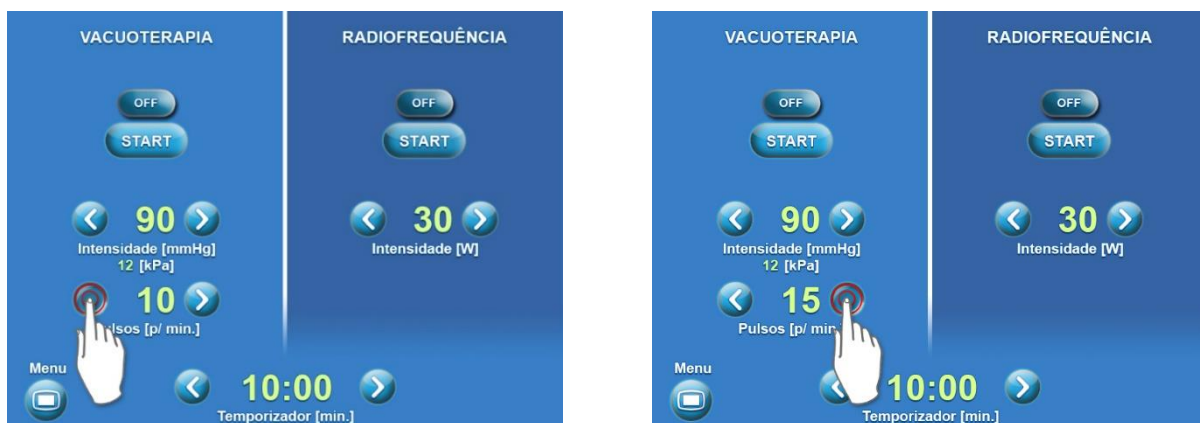 VACUOTERAPIA
RADIOFREQUÊNCIA
OFF
OFF
START
START
90
30
Intensidade [mmHg]
Intensidade [W]
12 [kPa]
10
lsos [p/ min.]
Menu
10:00
Temporizador [min.]
VACUOTERAPIA
RADIOFREQUÊNCIA
OFF
OFF
START
START
90
30
Intensidade [mmHg]
Intensidade [W]
12 [kPa]
15
Pulsos [p/ min.
Menu
10:00
Temporizador [min.]